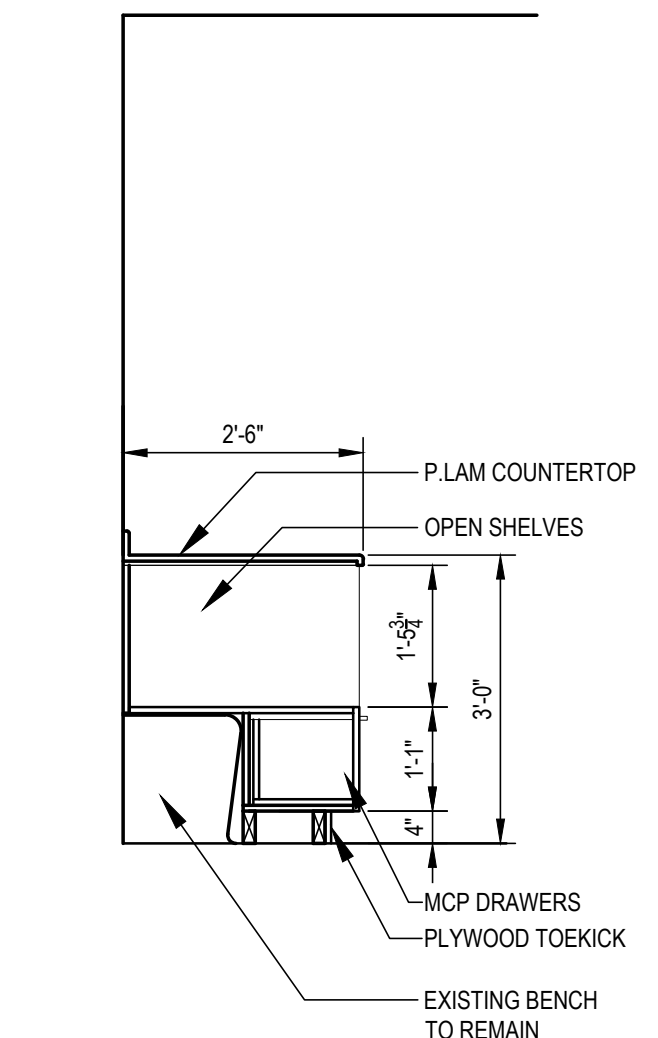 2'-6"
P.LAM COUNTERTOP
OPEN SHELVES
1'-5¾"
3'-0"
1'-1"
4"
MCP DRAWERS
PLYWOOD TOEKICK
EXISTING BENCH
TO REMAIN